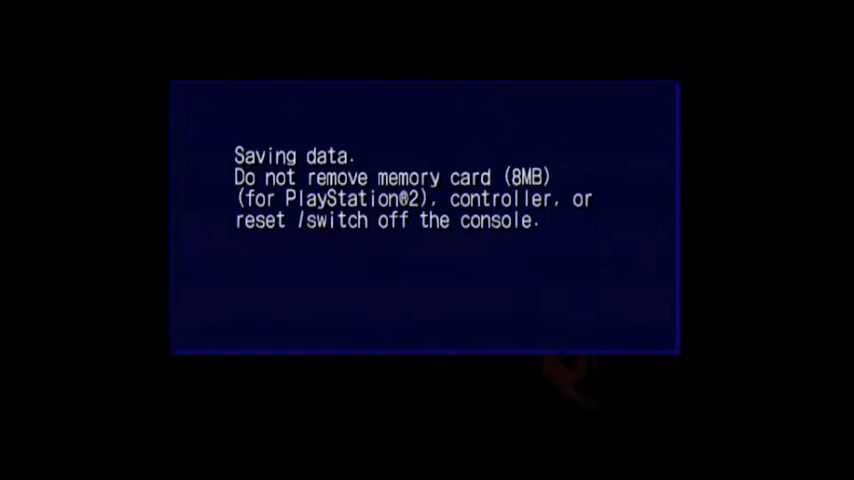 Saving data.
Do not remove memory card (8MB)
(for PlayStation®2), controller, or
reset /switch off the console.